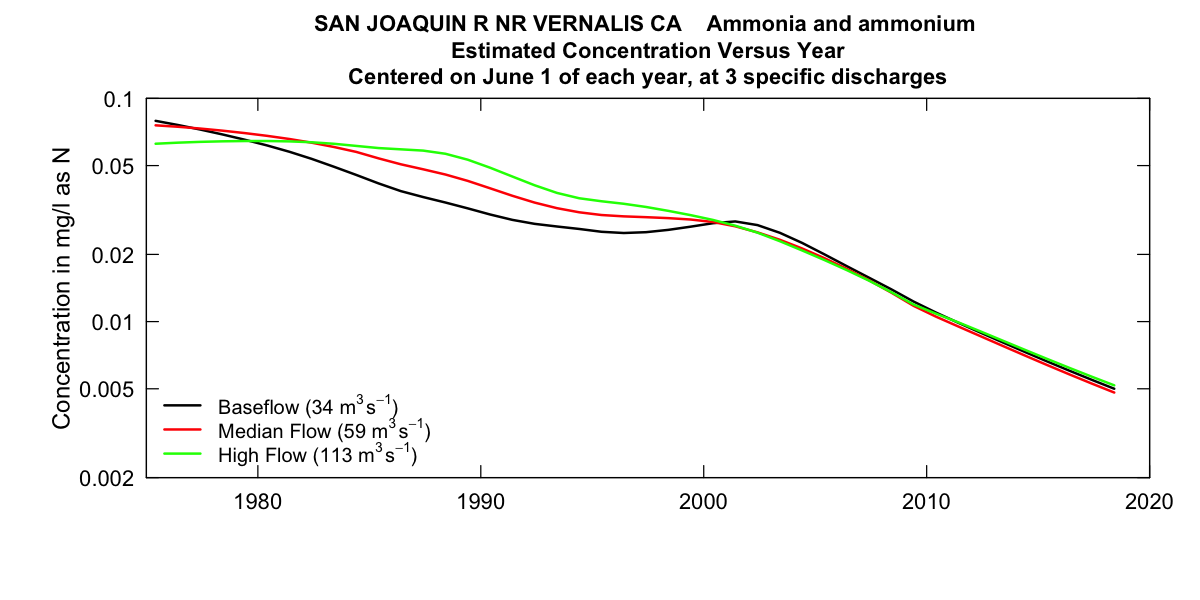 SAN JOAQUIN R NR VERNALIS CA    Ammonia and ammonium
Estimated Concentration Versus Year
Centered on June 1 of each year, at 3 specific discharges
Concentration in mg/l as N
0.1
0.05
0.02
0.01
0.005
0.002
Baseflow (34 m³s⁻¹)
Median Flow (59 m³s⁻¹)
High Flow (113 m³s⁻¹)
1980 1990 2000 2010 2020